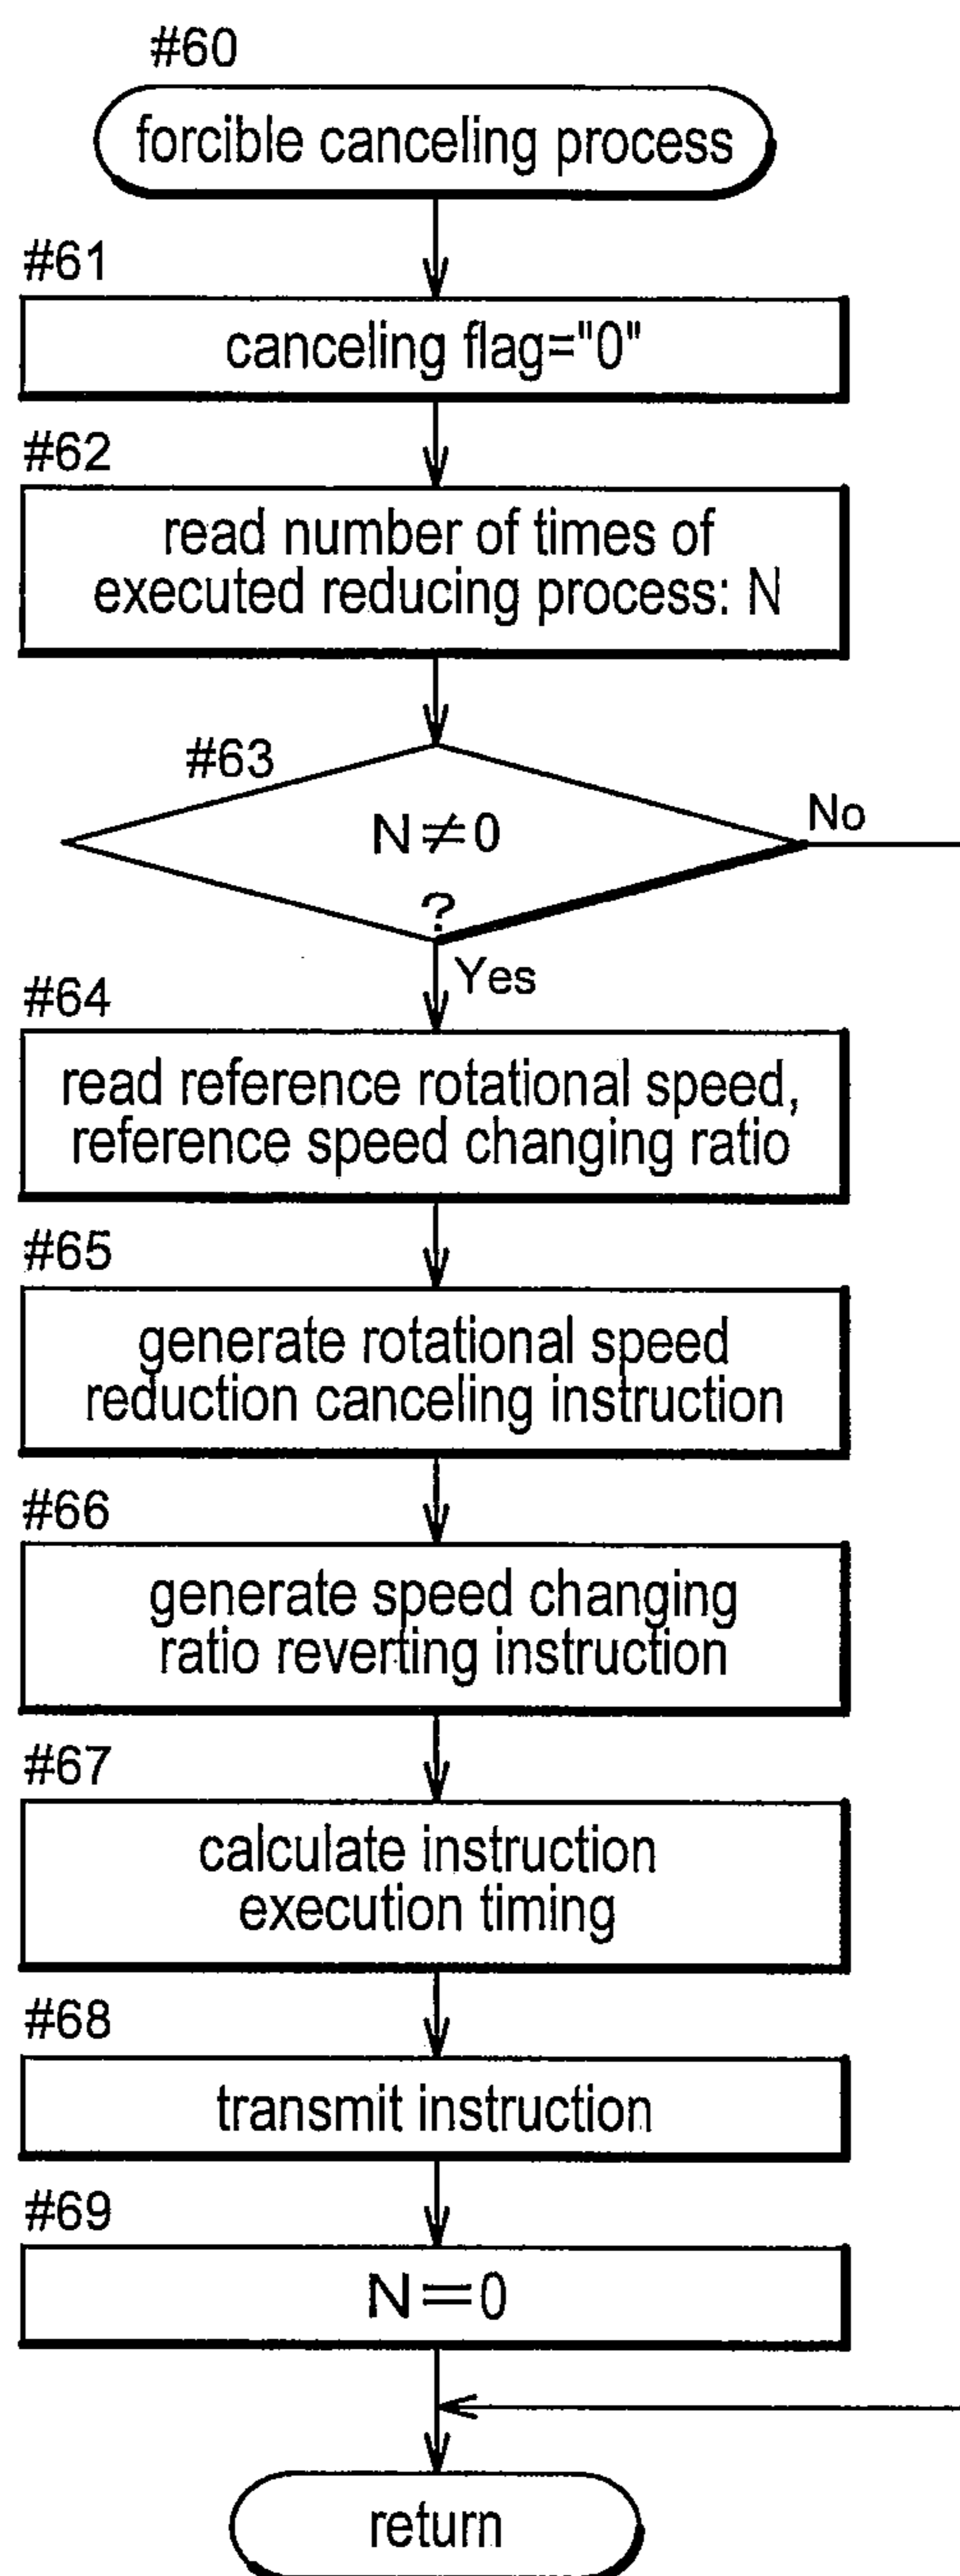 #60
forcible canceling process
#61
canceling flag="0"
#62
read number of times of
executed reducing process: N
#63
N≠0
?
No
Yes
#64
read reference rotational speed,
reference speed changing ratio
#65
generate rotational speed
reduction canceling instruction
#66
generate speed changing
ratio reverting instruction
#67
calculate instruction
execution timing
#68
transmit instruction
#69
N=0
return